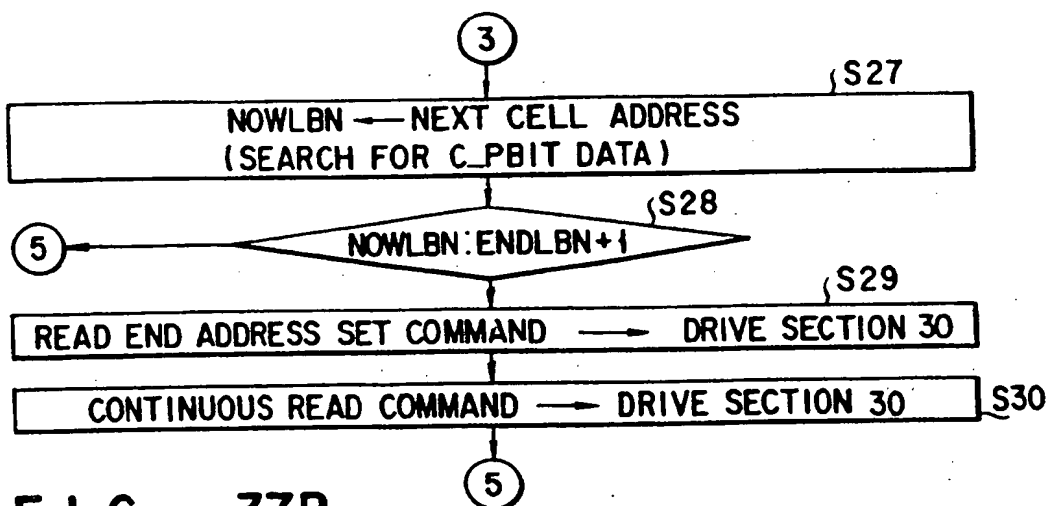 3
S27
NOWLBN ← NEXT CELL ADDRESS
(SEARCH FOR C_PBIT DATA)
S28
5
NOWLBN:ENDLBN+1
S29
READ END ADDRESS SET COMMAND → DRIVE SECTION 30
CONTINUOUS READ COMMAND → DRIVE SECTION 30
S30
5